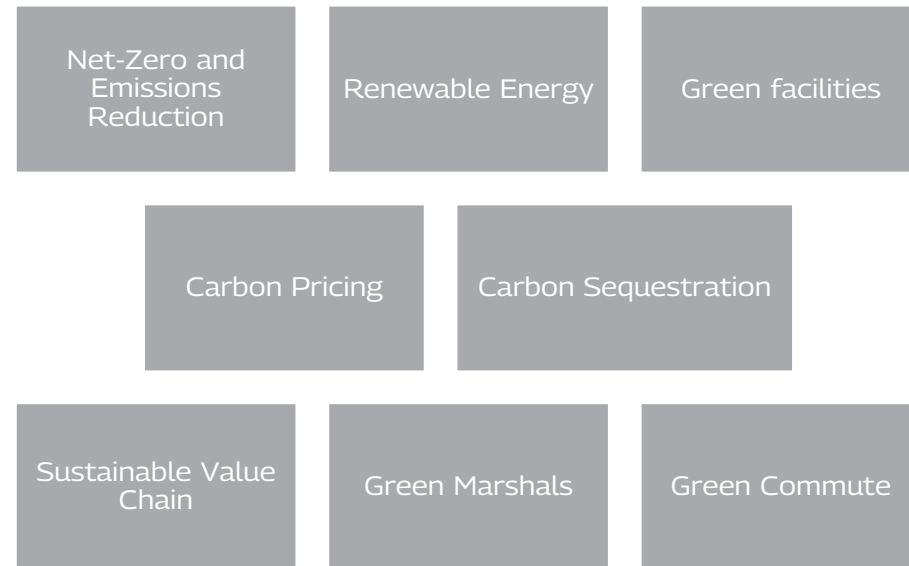 Net-Zero and
Emissions
Reduction
Renewable Energy
Green facilities
Carbon Pricing
Carbon Sequestration
Sustainable Value
Chain
Green Marshals
Green Commute